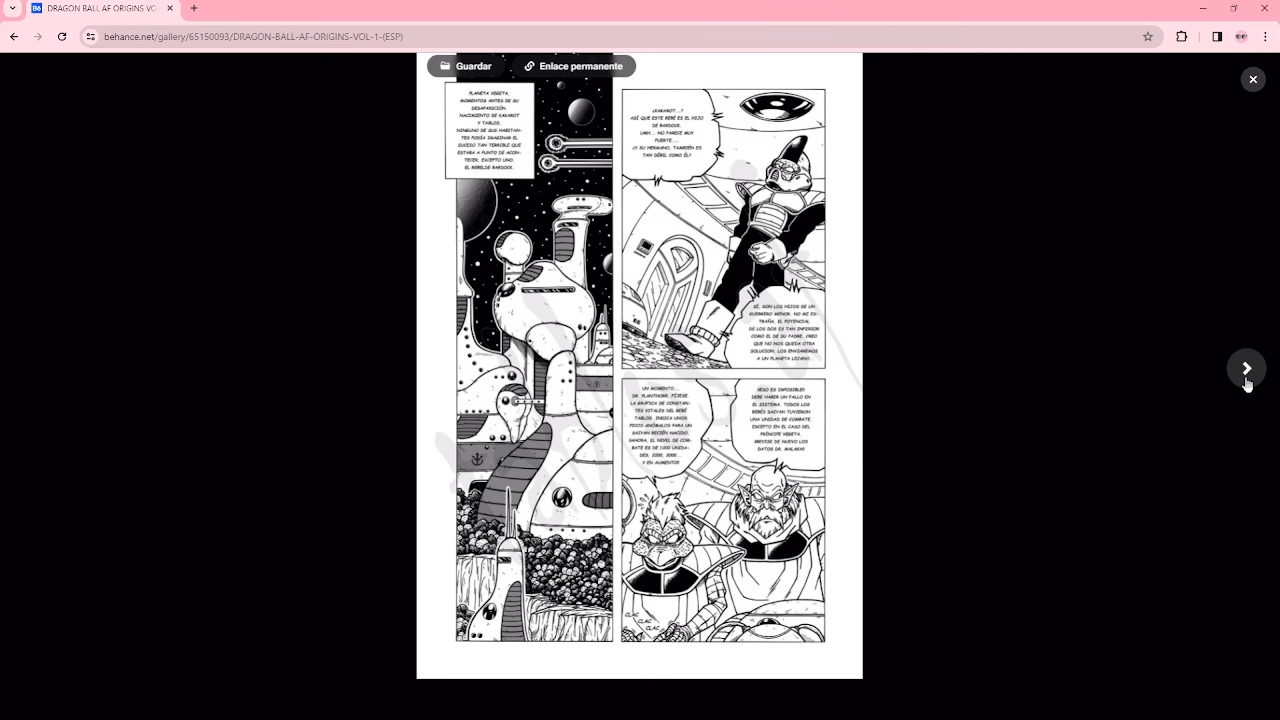 DRAGON BALL AF ORIGINS VO
behance.net/gallery/65150093/DRAGON-BALL-AF-ORIGINS-VOL-1-(ESP)
Guardar
Enlace permanente
PLANETA VEGETA,
MOMENTOS ANTES DE SU
DESAPARICIÓN.
NACIMIENTO DE KAKAROT
Y TABLOS.
NINGUNO DE SUS HABITAN-
TES PODÍA IMAGINAR EL
SUCESO TAN TERRIBLE QUE
ESTABA A PUNTO DE ACON-
TECER, EXCEPTO UNO,
EL REBELDE BARDOCK.
¿KAKAROT...?
ASÍ QUE ESTE BEBÉ ES EL HIJO
DE BARDOCK.
UMM... NO PARECE MUY
FUERTE...
¿Y SU HERMANO, TAMBIÉN ES
TAN DÉBIL COMO ÉL?
SÍ, SON LOS HIJOS DE UN
GUERRERO MENOR. NO ME EX-
TRAÑA, EL POTENCIAL
DE LOS DOS ES TAN INFERIOR
COMO EL DE SU PADRE. CREO
QUE NO NOS QUEDA OTRA
SOLUCION, LOS ENVIAREMOS
A UN PLANETA LEJANO...
UN MOMENTO...
DR. PLANTHORR, FÍJESE.
LA GRÁFICA DE CONSTAN-
TES VITALES DEL BEBÉ
TABLOS, INDICA UNOS
PICOS ANÓMALOS PARA UN
SAIYAN RECIÉN NACIDO.
¡AHORA, EL NIVEL DE COM-
BATE ES DE 1000 UNIDA-
DES, 2000, 3000...
Y EN AUMENTO!!
¡ESO ES IMPOSIBLE!
DEBE HABER UN FALLO EN
EL SISTEMA. TODOS LOS
BEBÉS SAIYAN TUVIERON
UNA UNIDAD DE COMBATE,
EXCEPTO EN EL CASO DEL
PRÍNCIPE VEGETA.
¡REVISE DE NUEVO LOS
DATOS DR. MALAKA!
CLAC
CLAC
CLAC